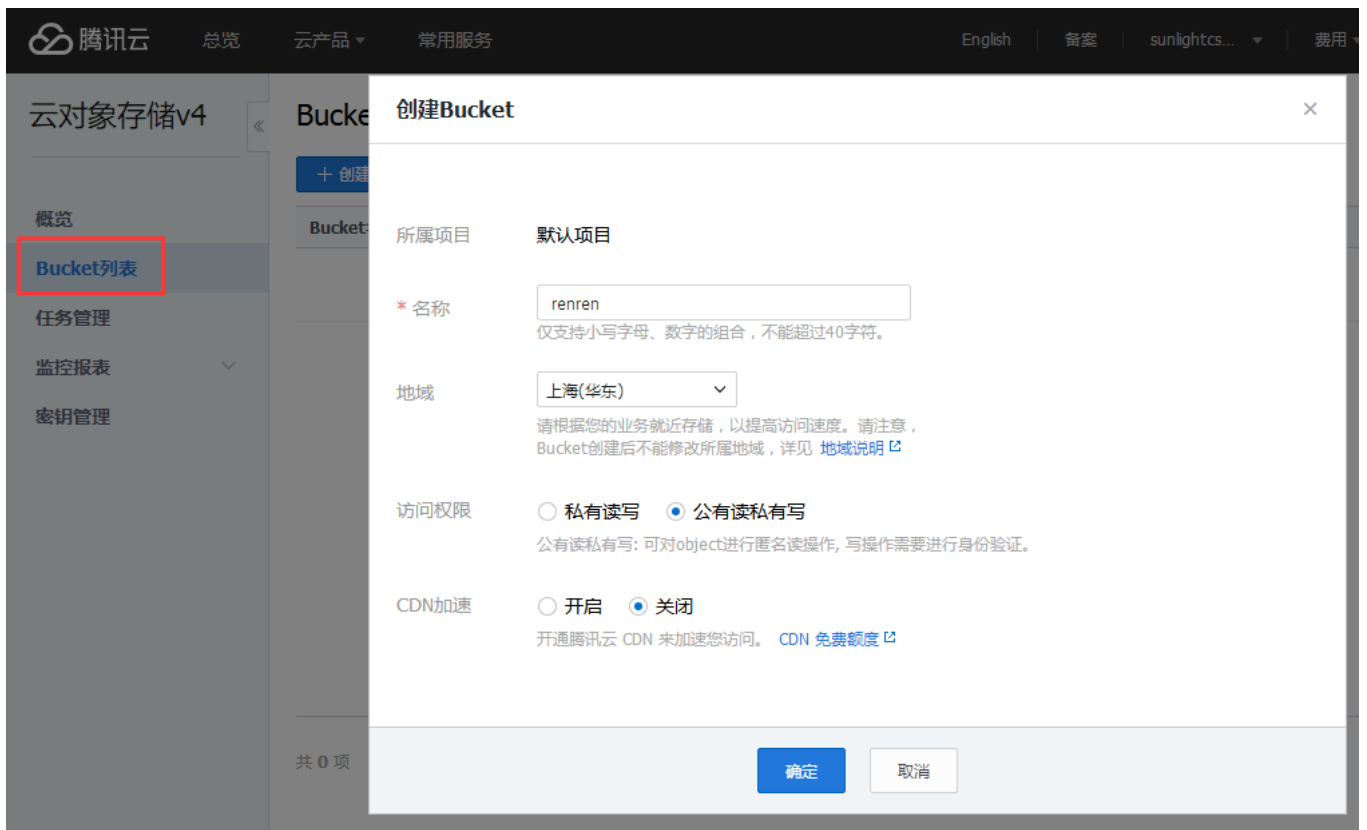 腾讯云
总览
云产品
常用服务
English
备案
sunlightcs...
费用
云对象存储v4
概览
Bucket列表
任务管理
监控报表
密钥管理
Bucke
创建
Bucket
共 0 项
创建Bucket
所属项目 默认项目
* 名称 renren
仅支持小写字母、数字的组合，不能超过40字符。
地域 上海(华东)
请根据您的业务就近存储，以提高访问速度。请注意，
Bucket创建后不能修改所属地域，详见 地域说明
访问权限 私有读写 公有读私有写
公有读私有写: 可对object进行匿名读操作, 写操作需要进行身份验证。
CDN加速 开启 关闭
开通腾讯云 CDN 来加速您访问。 CDN 免费额度
确定 取消